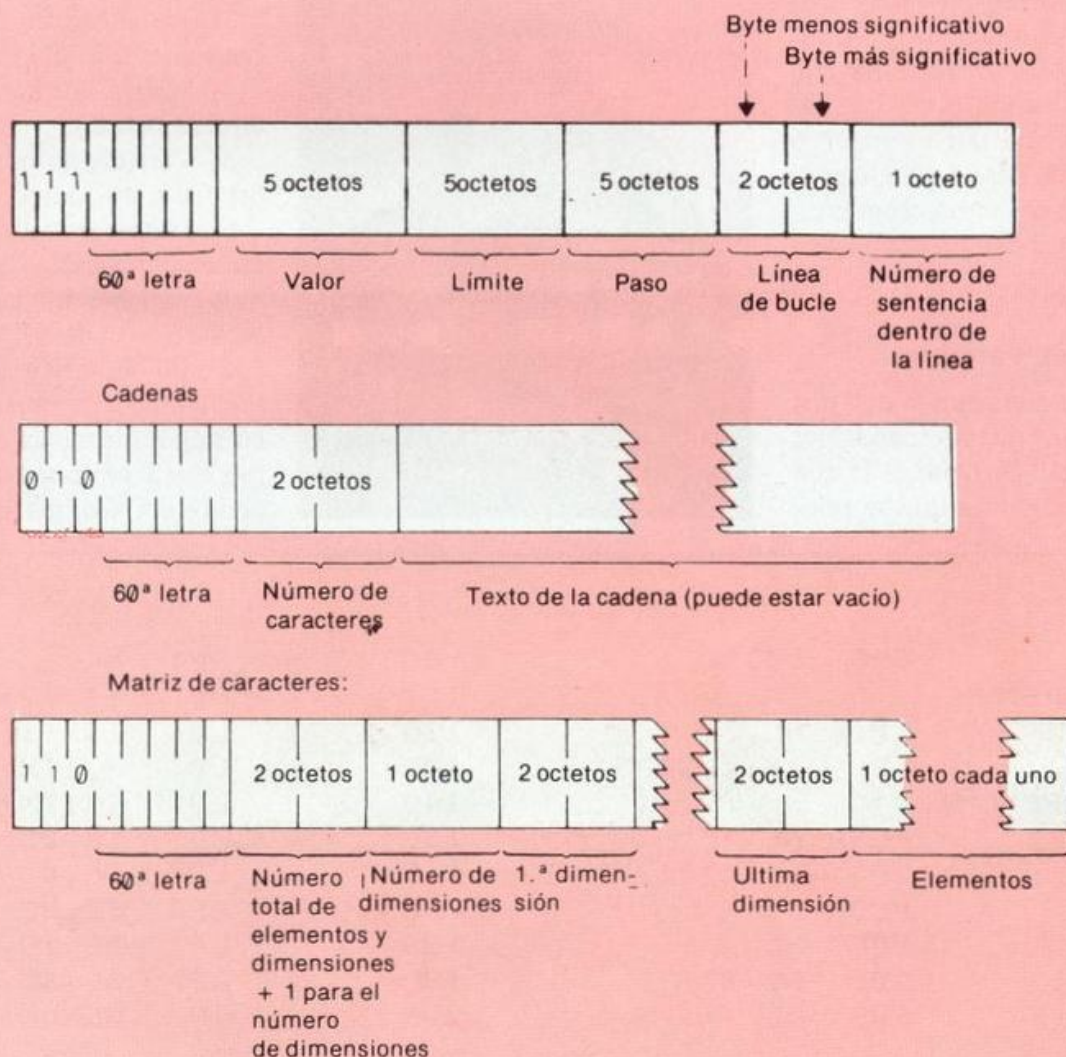 Byte menos significativo
Byte más significativo
1 1 1
5 octetos
5octetos
5 octetos
2 octetos
1 octeto
60ª letra
Valor
Límite
Paso
Línea
de bucle
Número de
sentencia
dentro de
la línea
Cadenas
0 1 0
2 octetos
60ª letra
Número de
caracteres
Texto de la cadena (puede estar vacío)
Matriz de caracteres:
1 1 0
2 octetos
1 octeto
2 octetos
2 octetos
1 octeto cada uno
60ª letra
Número
total de
elementos y
dimensiones
+ 1 para el
número
de dimensiones
Número de
dimensiones
1.ª dimen-
sión
Ultima
dimensión
Elementos